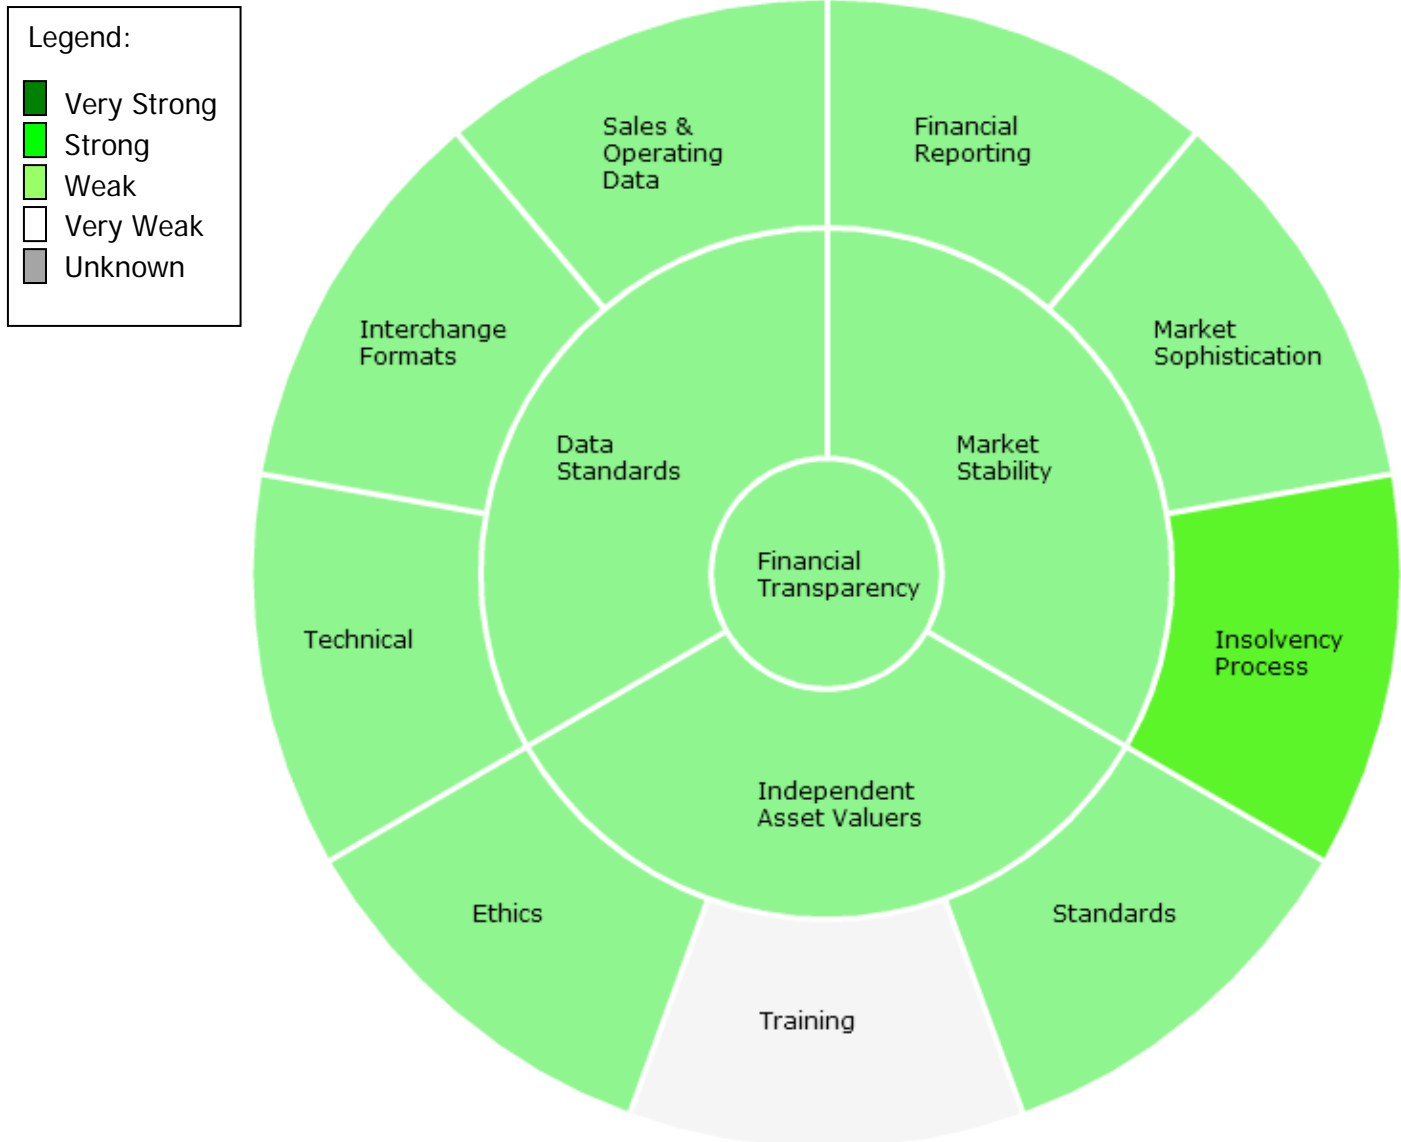 Legend:
Very Strong
Strong
Weak
Very Weak
Unknown
Sales &
Operating
Data
Financial
Reporting
Interchange
Formats
Market
Sophistication
Data
Standards
Market
Stability
Financial
Transparency
Technical
Insolvency
Process
Independent
Asset Valuers
Ethics
Standards
Training